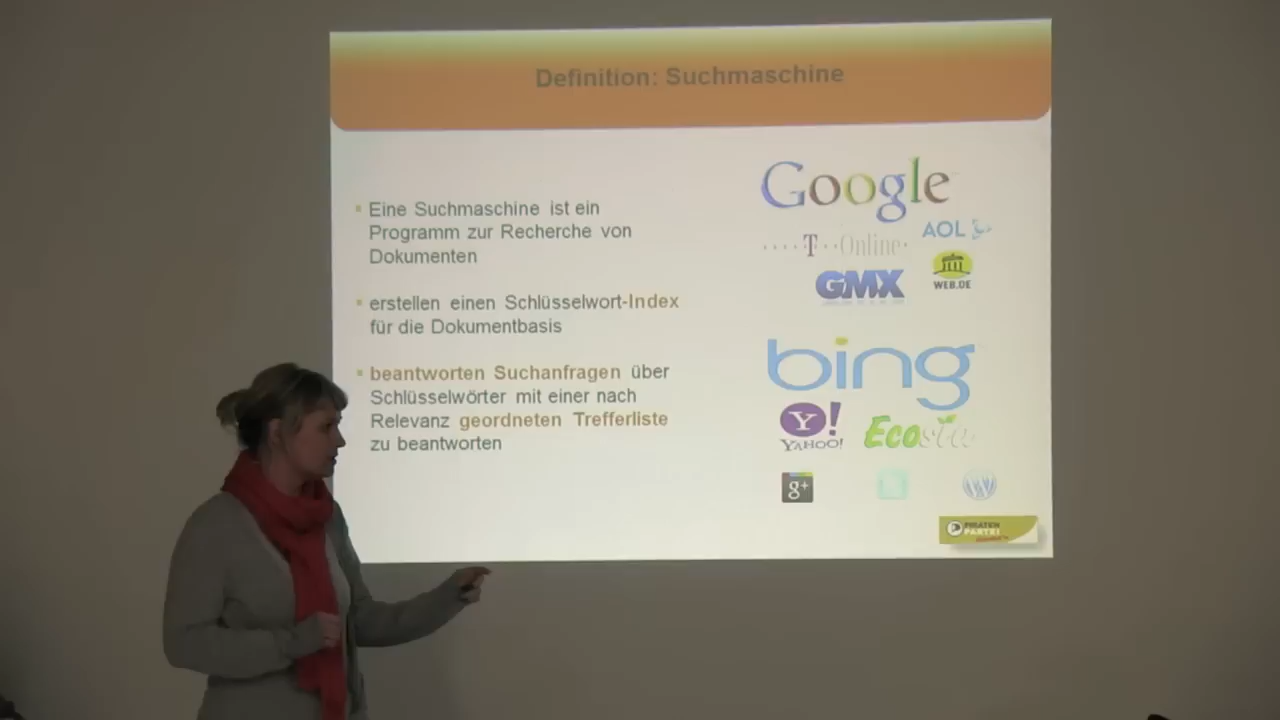 Definition: Suchmaschine
Eine Suchmaschine ist ein
Programm zur Recherche von
Dokumenten
erstellen einen Schlüsselwort-Index
für die Dokumentbasis
beantworten Suchanfragen über
Schlüsselwörter mit einer nach
Relevanz geordneten Trefferliste
zu beantworten
Google
AOL
T Online
GMX
WEB.DE
bing
Y!
YAHOO!
Ecosia
g+
W
PIRATEN
PARTEI